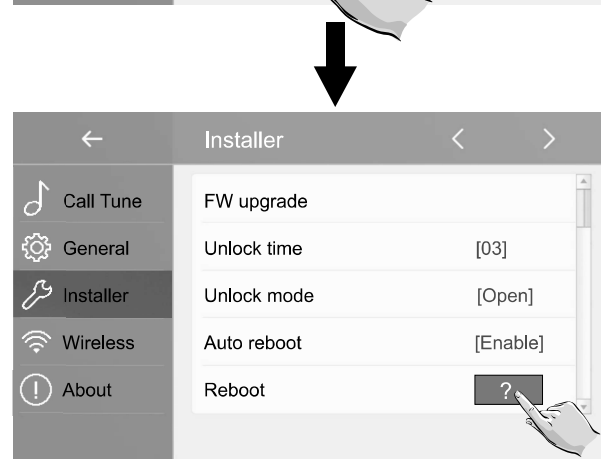 Installer
Call Tune
General
Installer
Wireless
About
FW upgrade
Unlock time [03]
Unlock mode [Open]
Auto reboot [Enable]
Reboot ?